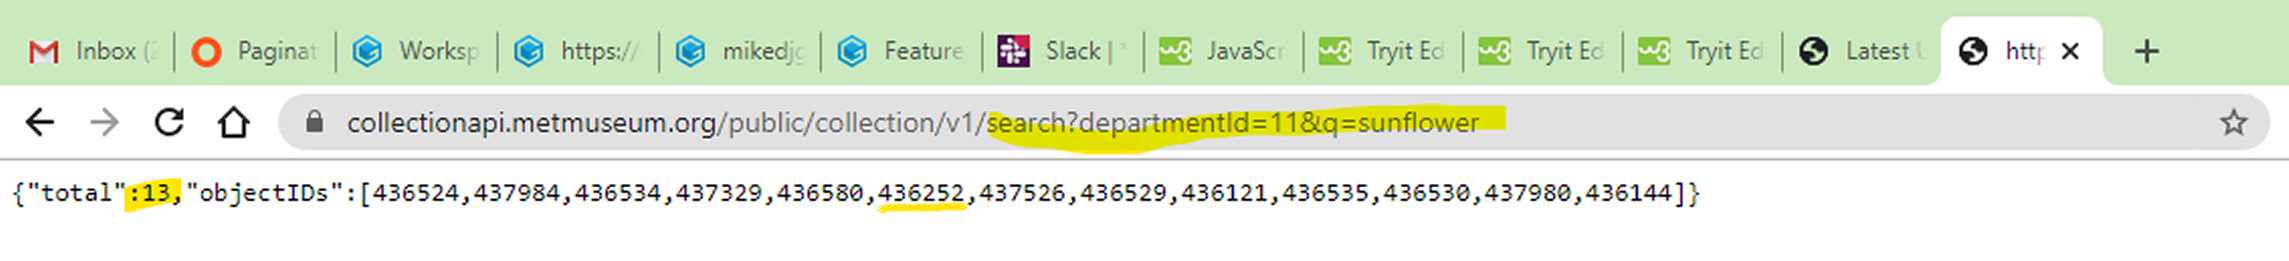 Inbox (2 Paginat Worksp https:// mikedjg Feature Slack | * JavaScr Tryit Ed Tryit Ed Tryit Ed Latest U http
collectionapi.metmuseum.org/public/collection/v1/search?departmentId=11&q=sunflower
{"total":13,"objectIDs":[436524,437984,436534,437329,436580,436252,437526,436529,436121,436535,436530,437980,436144]}